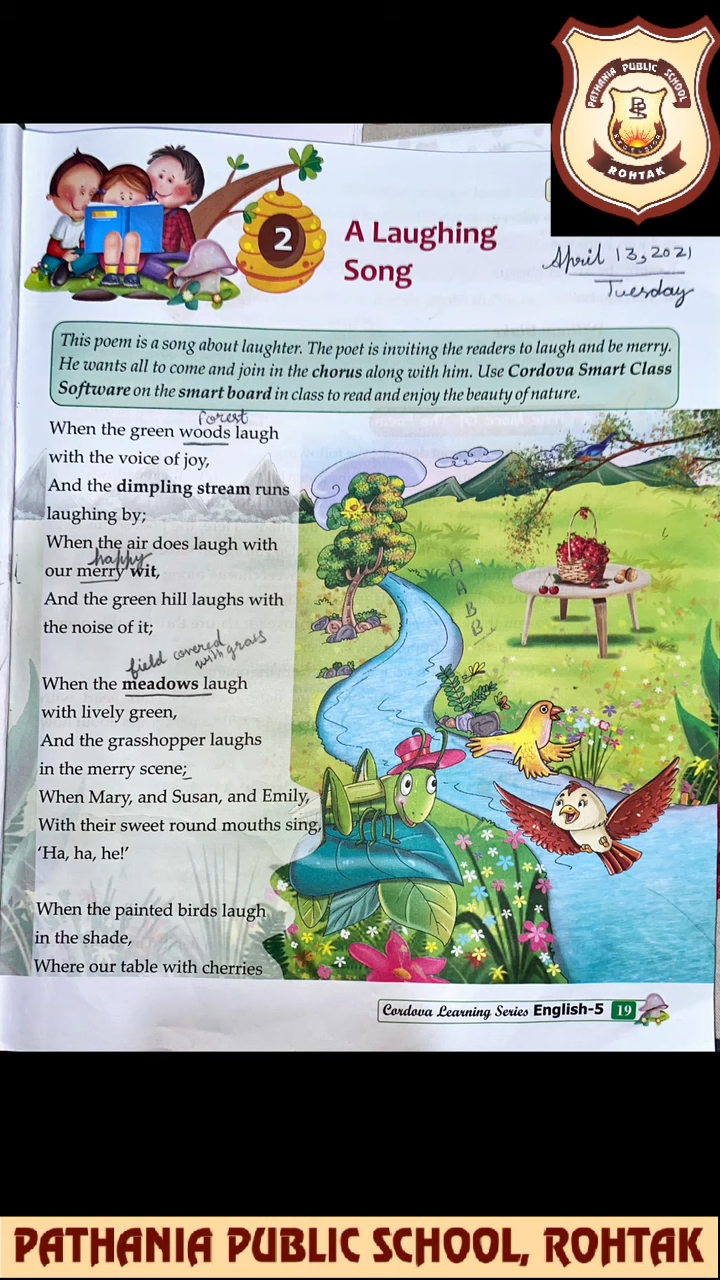 PATHANIA PUBLIC SCHOOL
ROHTAK
2
A Laughing
Song
April 13, 2021
Tuesday
This poem is a song about laughter. The poet is inviting the readers to laugh and be merry.
He wants all to come and join in the chorus along with him. Use Cordova Smart Class
Software on the smart board in class to read and enjoy the beauty of nature.
forest
When the green woods laugh
with the voice of joy,
And the dimpling stream runs
laughing by;
When the air does laugh with
happy
our merry wit,
And the green hill laughs with
the noise of it;
A
A
B
B
field covered
with grass
When the meadows laugh
with lively green,
And the grasshopper laughs
in the merry scene;
When Mary, and Susan, and Emily,
With their sweet round mouths sing,
‘Ha, ha, he!’
When the painted birds laugh
in the shade,
Where our table with cherries
Cordova Learning Series English-5 19
PATHANIA PUBLIC SCHOOL, ROHTAK